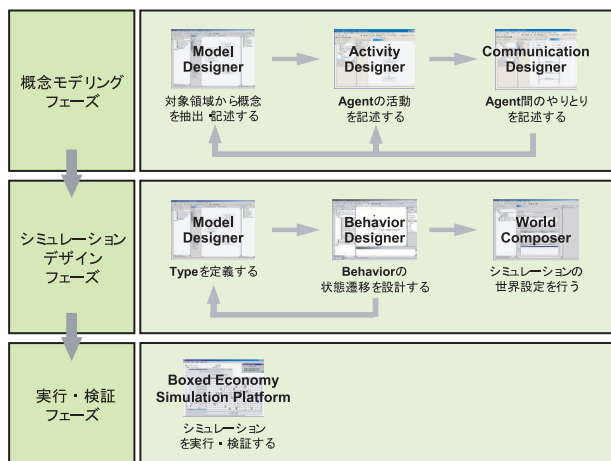 概念モデリング
フェーズ
Model
Designer
対象領域から概念
を抽出・記述する
Activity
Designer
Agentの活動
を記述する
Communication
Designer
Agent間のやりとり
を記述する
シミュレーション
デザイン
フェーズ
Model
Designer
Typeを定義する
Behavior
Designer
Behaviorの
状態遷移を設計する
World
Composer
シミュレーションの
世界設定を行う
実行・検証
フェーズ
Boxed Economy
Simulation Platform
シミュレーション
を実行・検証する